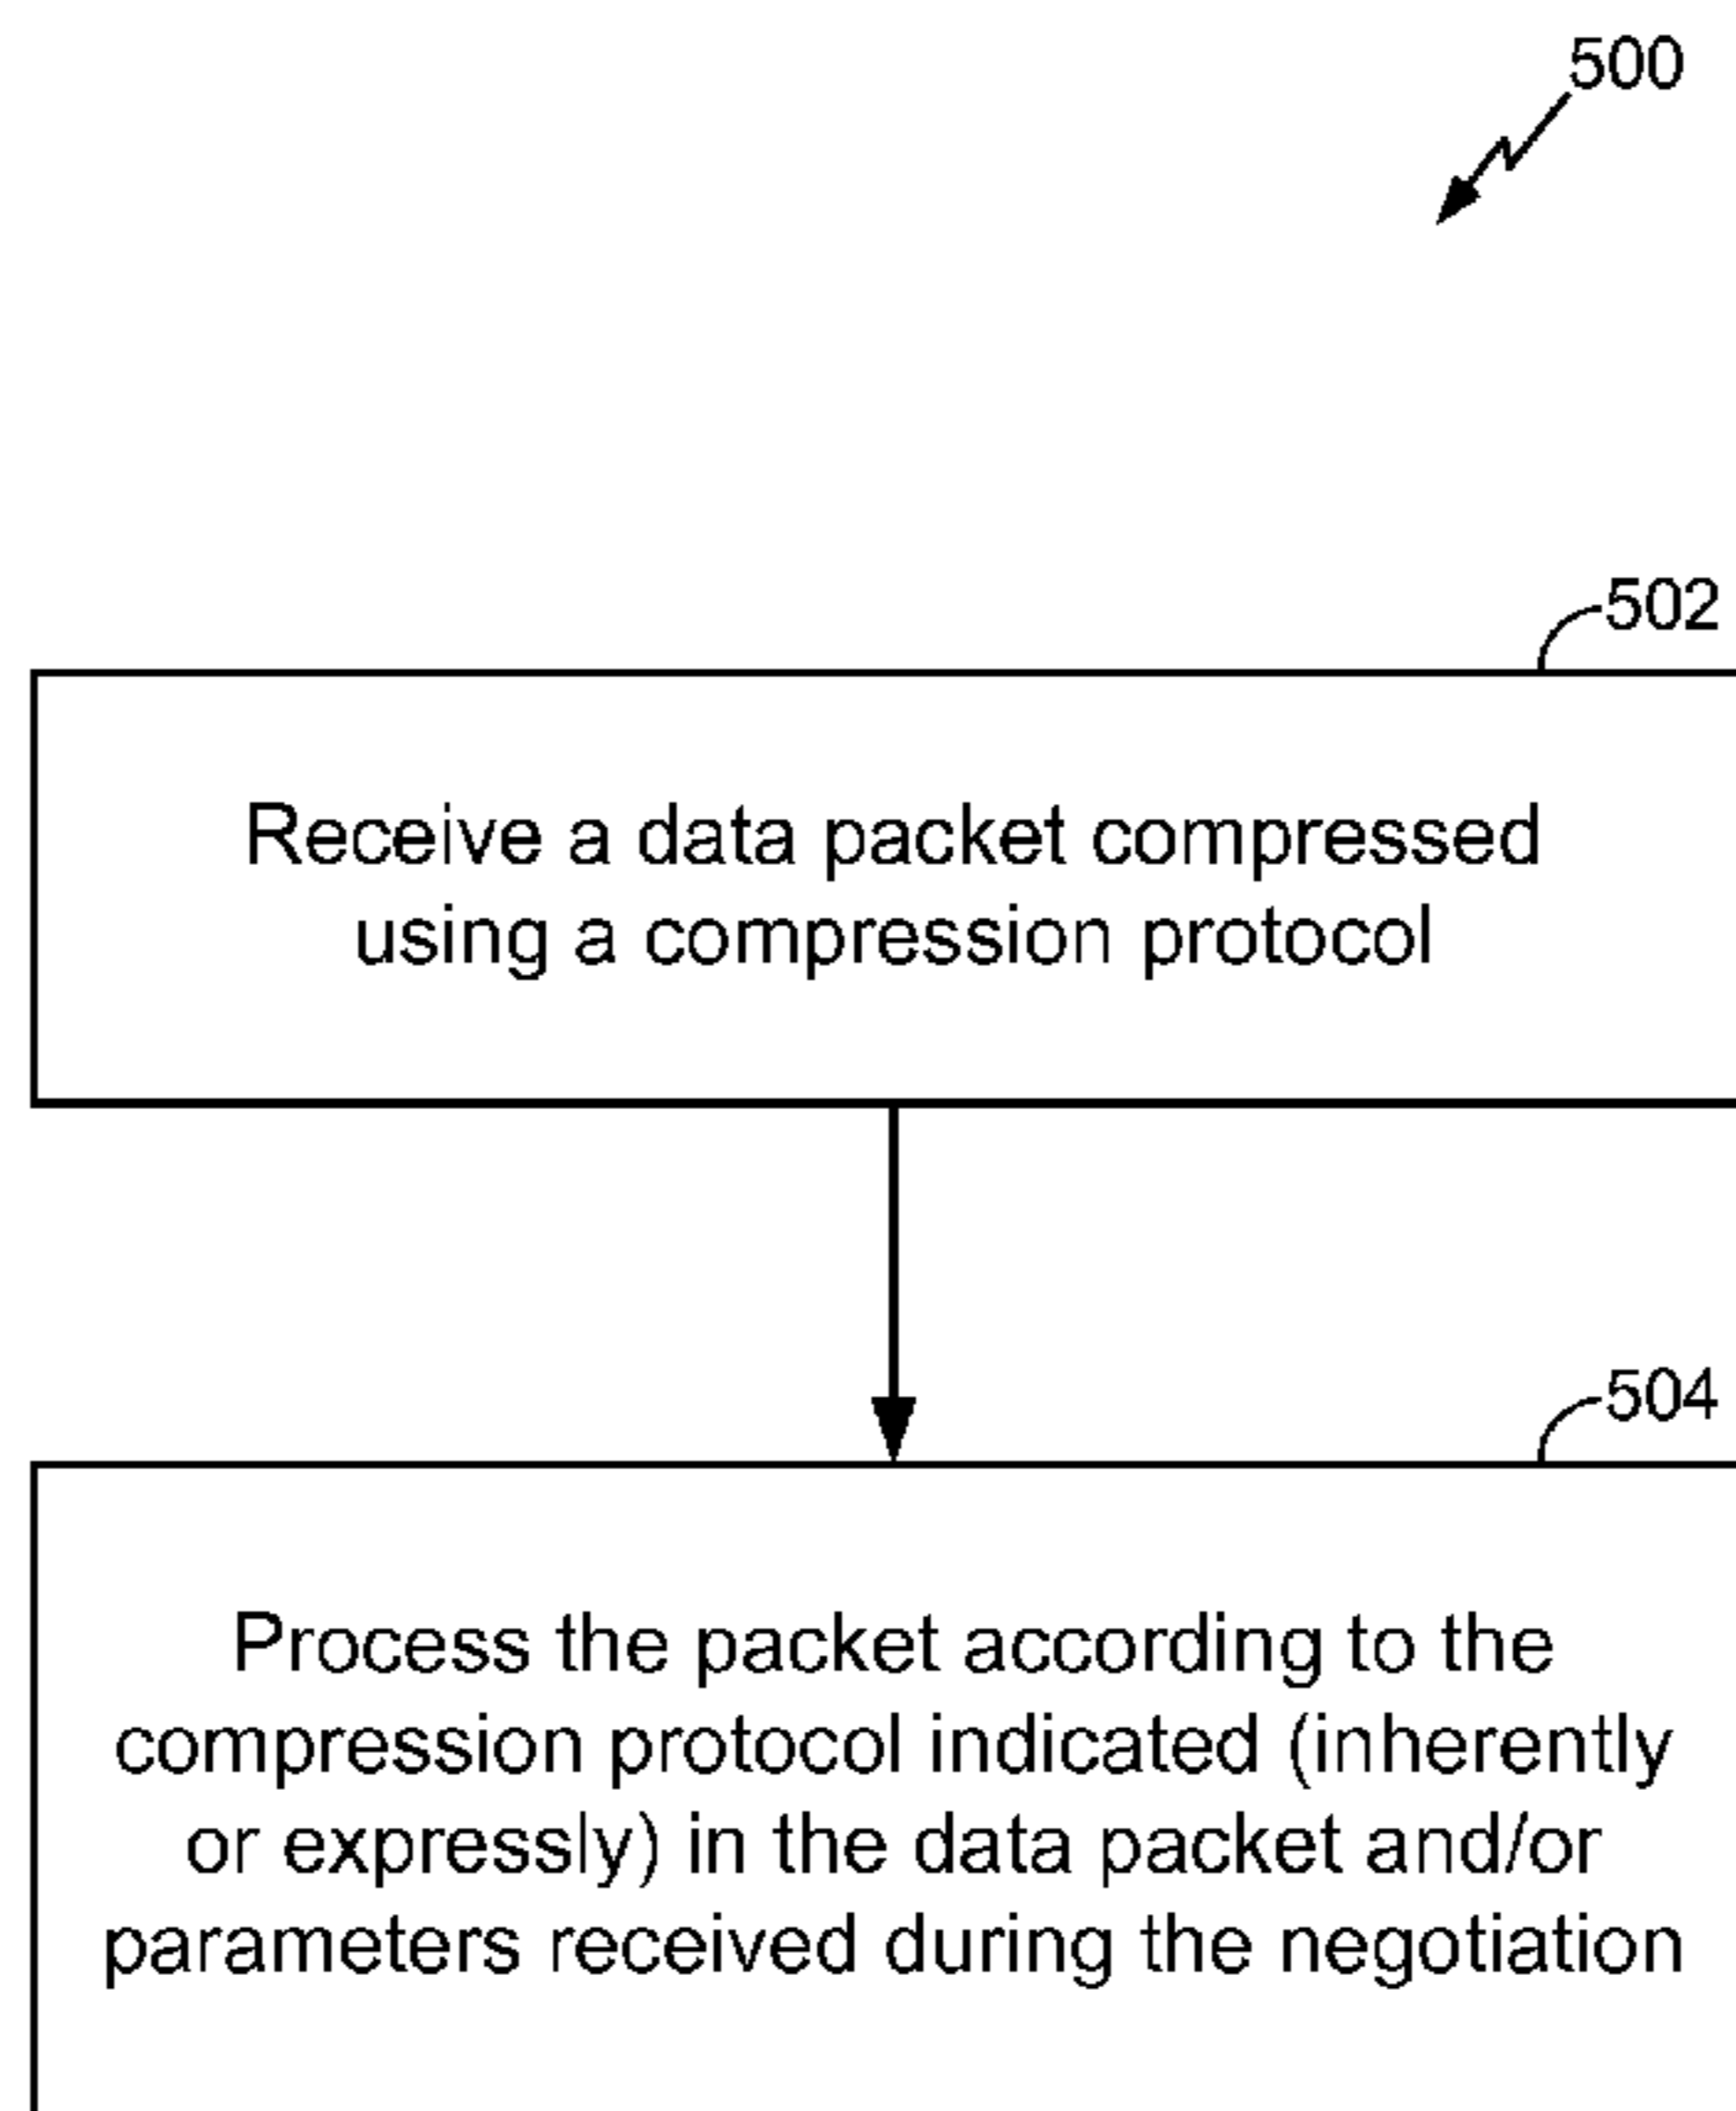 500
502
Receive a data packet compressed
using a compression protocol
504
Process the packet according to the
compression protocol indicated (inherently
or expressly) in the data packet and/or
parameters received during the negotiation